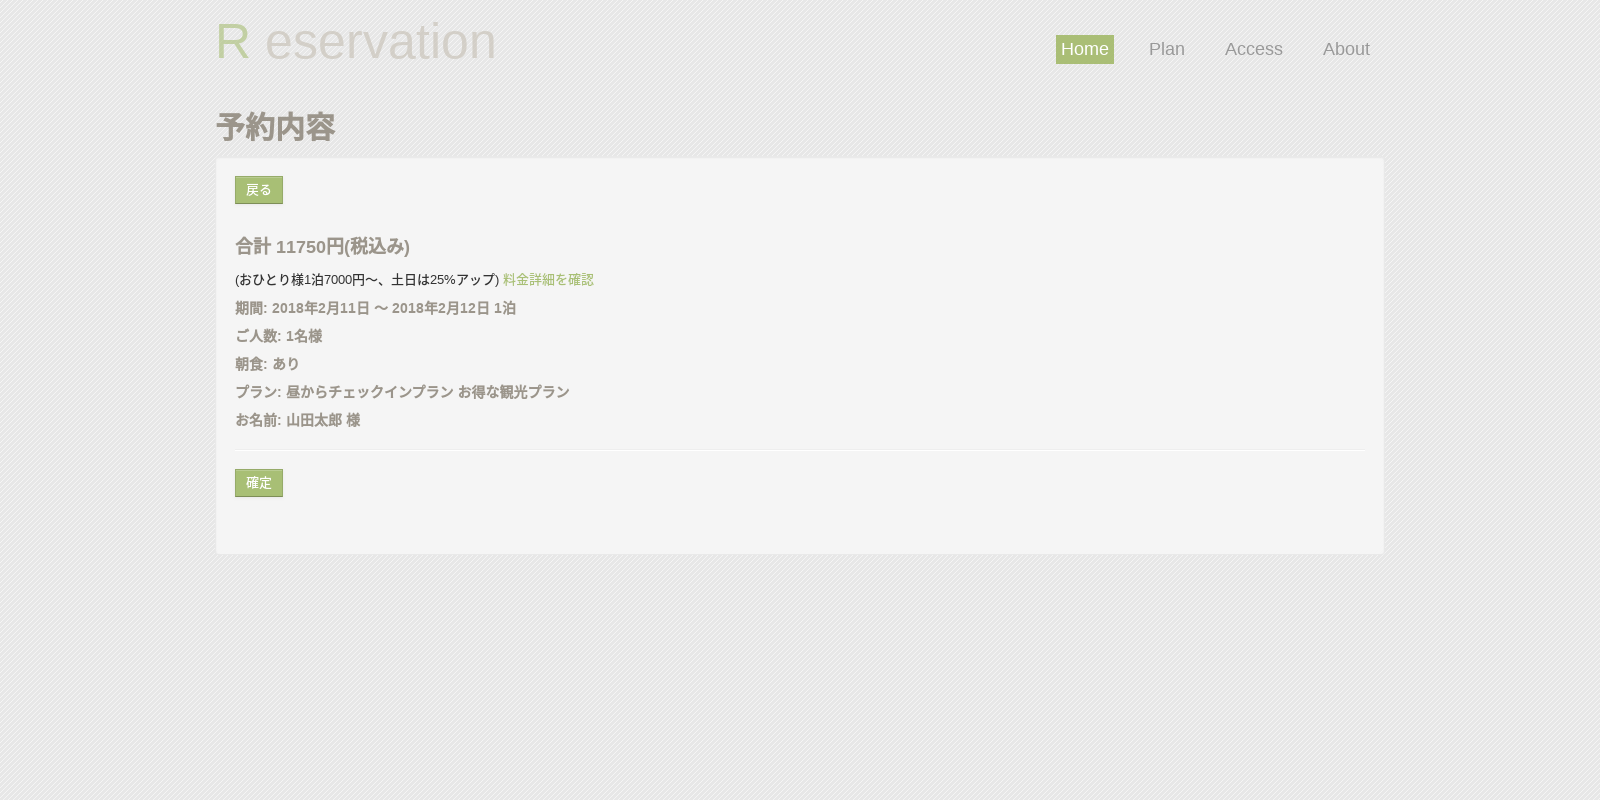 R eservation
Home Plan Access About
予約内容
戻る
合計 11750円(税込み)
(おひとり様1泊7000円〜、土日は25%アップ) 料金詳細を確認
期間: 2018年2月11日 〜 2018年2月12日 1泊
ご人数: 1名様
朝食: あり
プラン: 昼からチェックインプラン お得な観光プラン
お名前: 山田太郎 様
確定